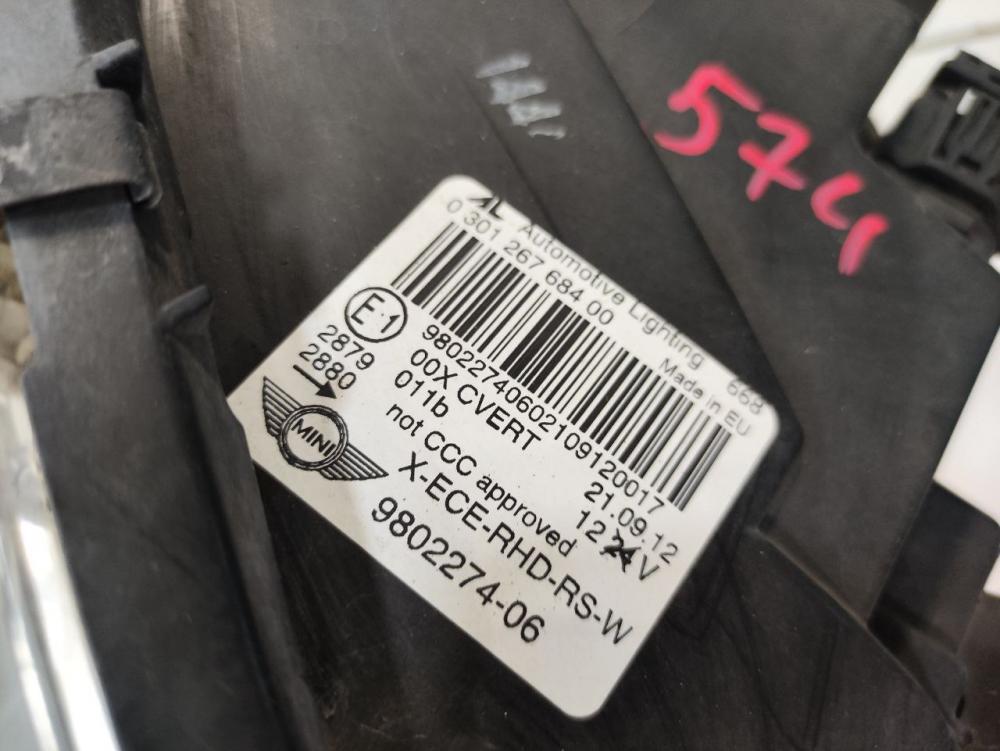 574
AL Automotive Lighting 668
0 301 267 684 00 Made in EU
E1
98022740602109120017
2879 00X CVERT 21.09.12
2880 011b 12 24 V
not CCC approved
MINI X-ECE-RHD-RS-W
9802274-06